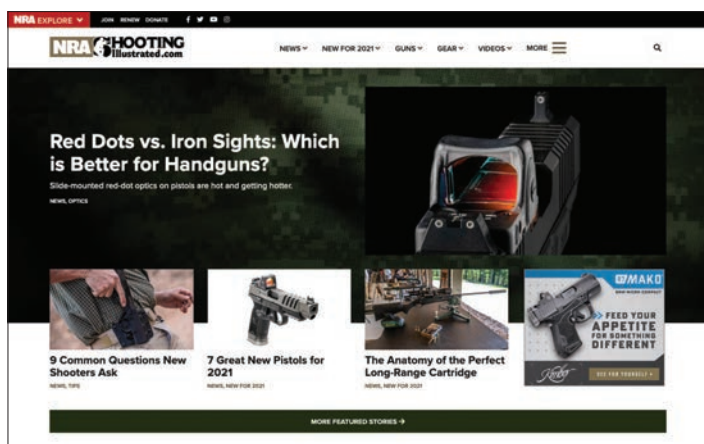 NRA EXPLORE
JOIN RENEW DONATE
NRA SHOOTING
Illustrated.com
NEWS NEW FOR 2021 GUNS GEAR VIDEOS MORE
Red Dots vs. Iron Sights: Which
is Better for Handguns?
Slide-mounted red-dot optics on pistols are hot and getting hotter.
NEWS, OPTICS
9 Common Questions New
Shooters Ask
NEWS, TIPS
7 Great New Pistols for
2021
NEWS, NEW FOR 2021
The Anatomy of the Perfect
Long-Range Cartridge
NEWS, NEW FOR 2021
MAKO
FEED YOUR
APPETITE
FOR SOMETHING
DIFFERENT
Kimber
SEE FOR YOURSELF
MORE FEATURED STORIES →